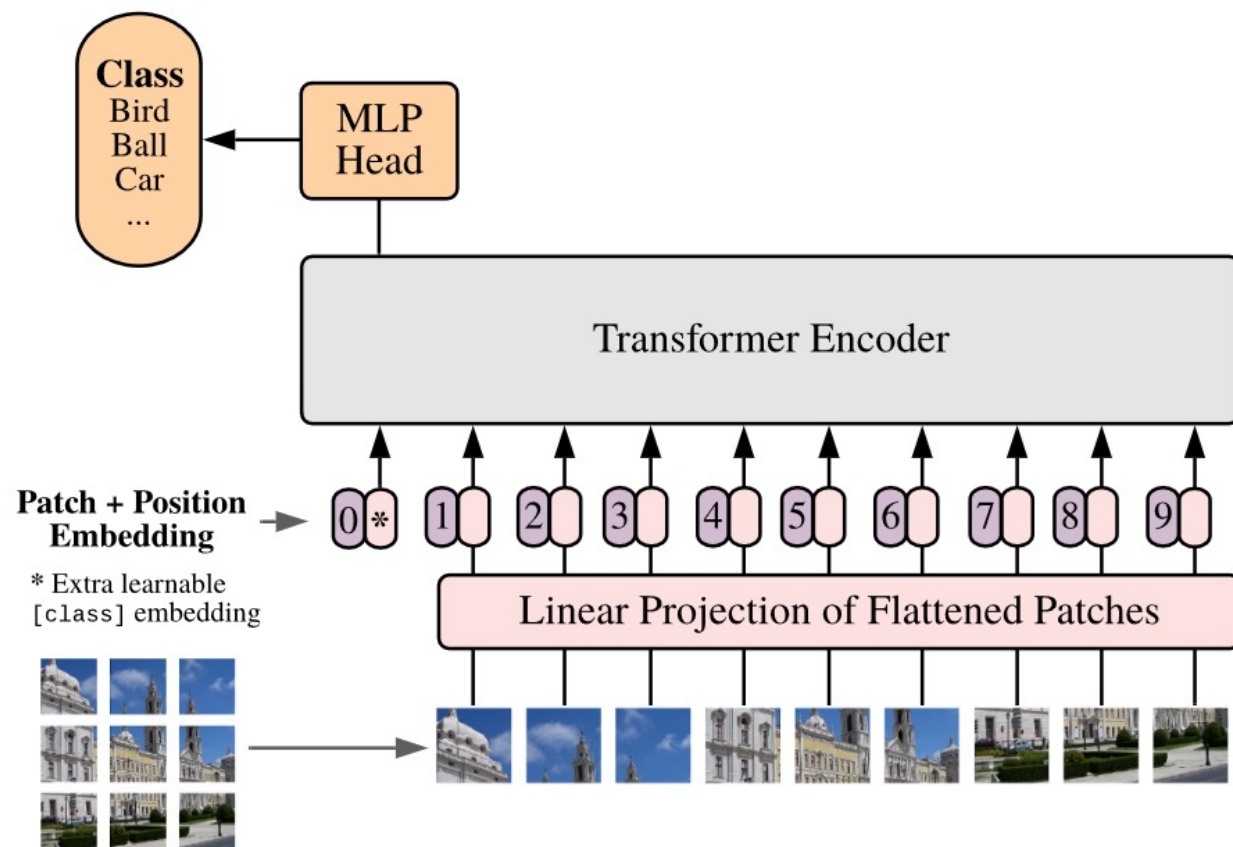 Class
Bird
Ball
Car
...
MLP
Head
Transformer Encoder
Patch + Position
Embedding
0 * 1 2 3 4 5 6 7 8 9
* Extra learnable
[class] embedding
Linear Projection of Flattened Patches